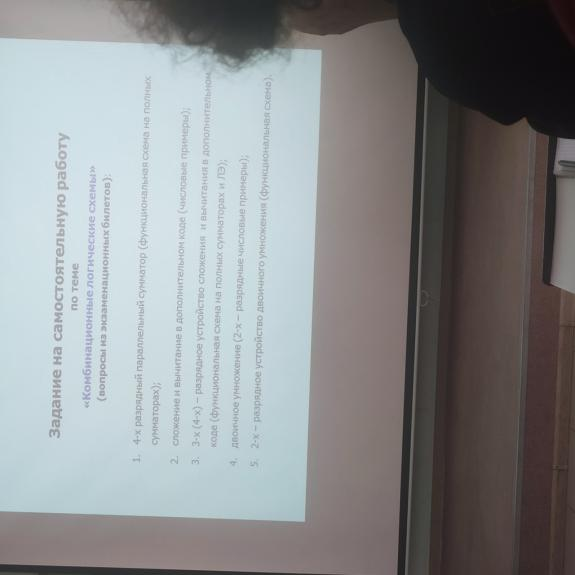 Задание на самостоятельную работу
по теме
«Комбинационные логические схемы»
(вопросы из экзаменационных билетов):
1. 4-х разрядный параллельный сумматор (функциональная схема на полных
сумматорах);
2. сложение и вычитание в дополнительном коде (числовые примеры);
3. 3-х (4-х) – разрядное устройство сложения и вычитания в дополнительном
коде (функциональная схема на полных сумматорах и ЛЭ);
4. двоичное умножение (2-х – разрядные числовые примеры);
5. 2-х – разрядное устройство двоичного умножения (функциональная схема).